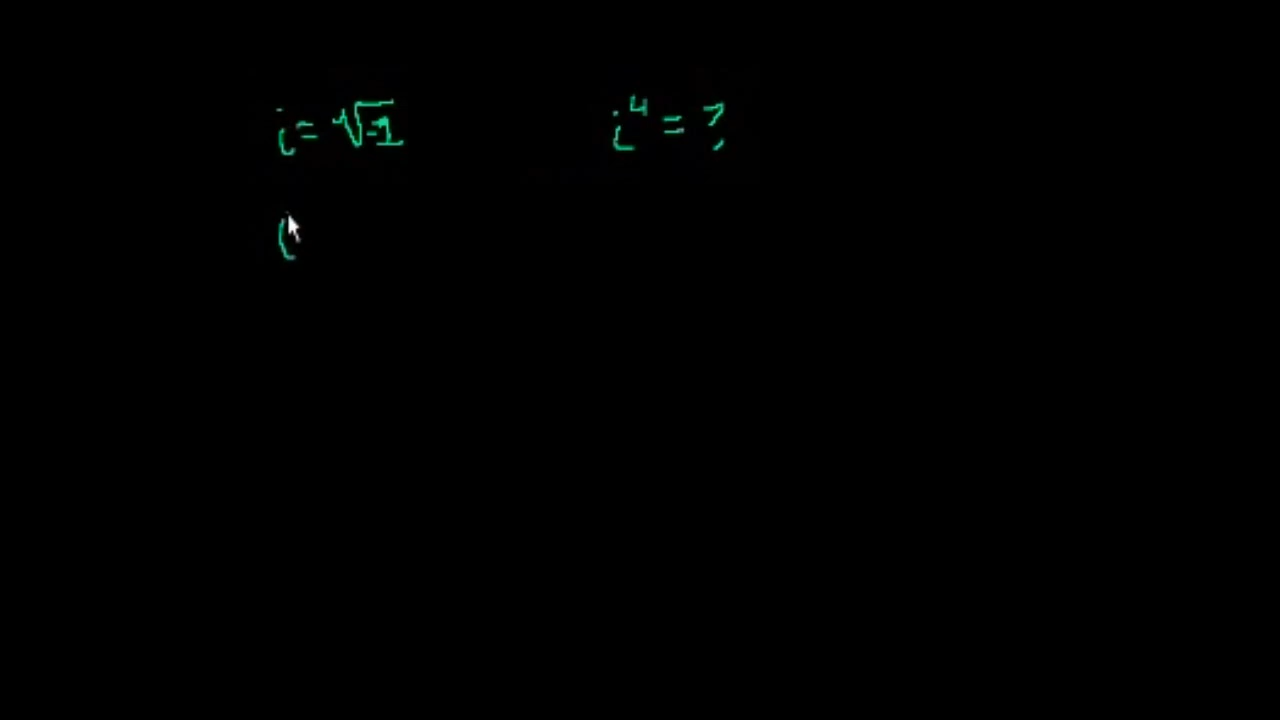 i = √-1 i⁴ = ?
(